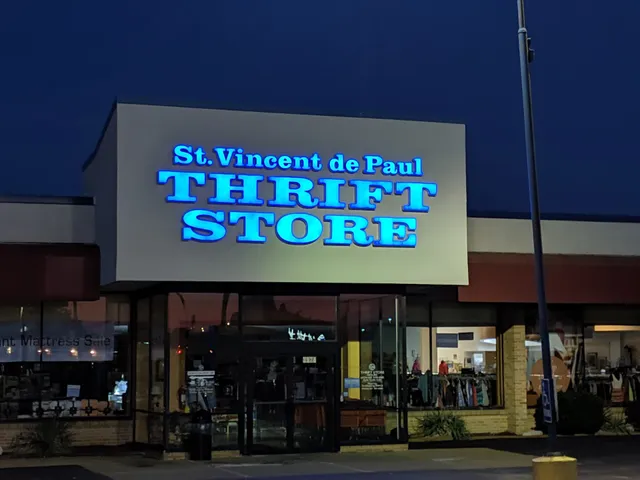 St. Vincent de Paul
THRIFT
STORE
Mattress Sale